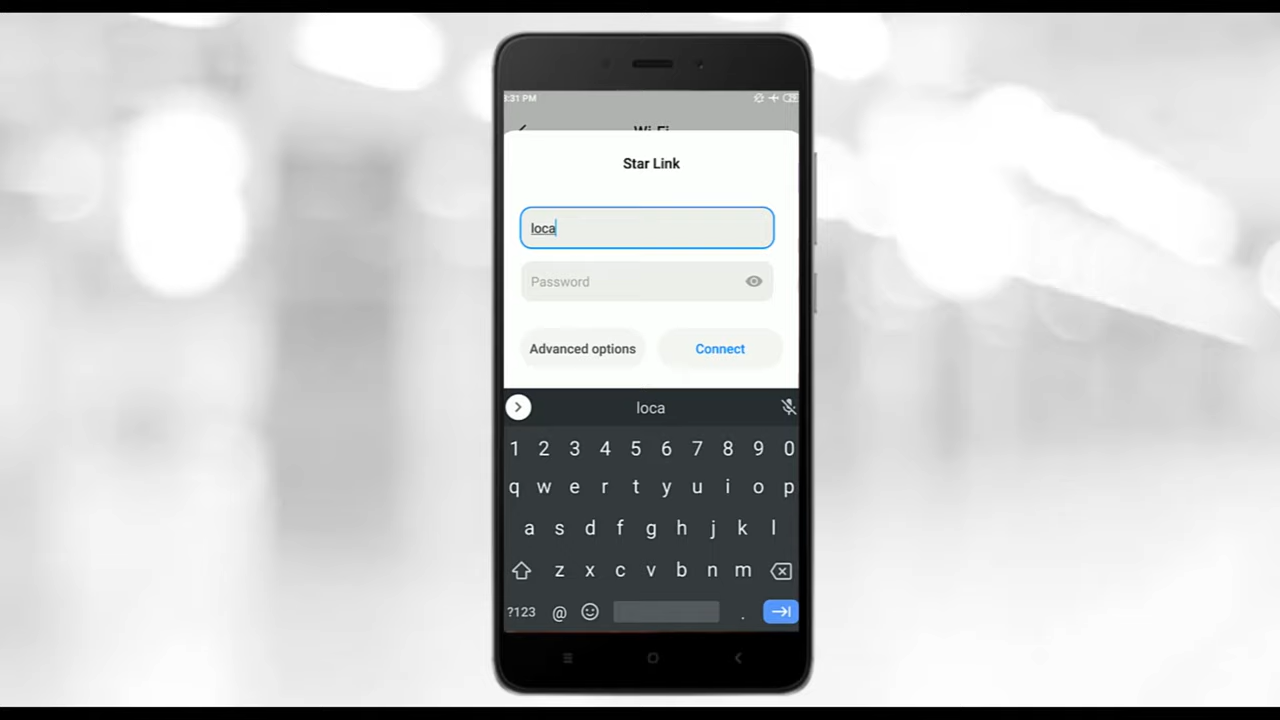 8:31 PM
Wi-Fi
Star Link
loca
Password
Advanced options
Connect
loca
1 2 3 4 5 6 7 8 9 0
q w e r t y u i o p
a s d f g h j k l
z x c v b n m
?123 @ .